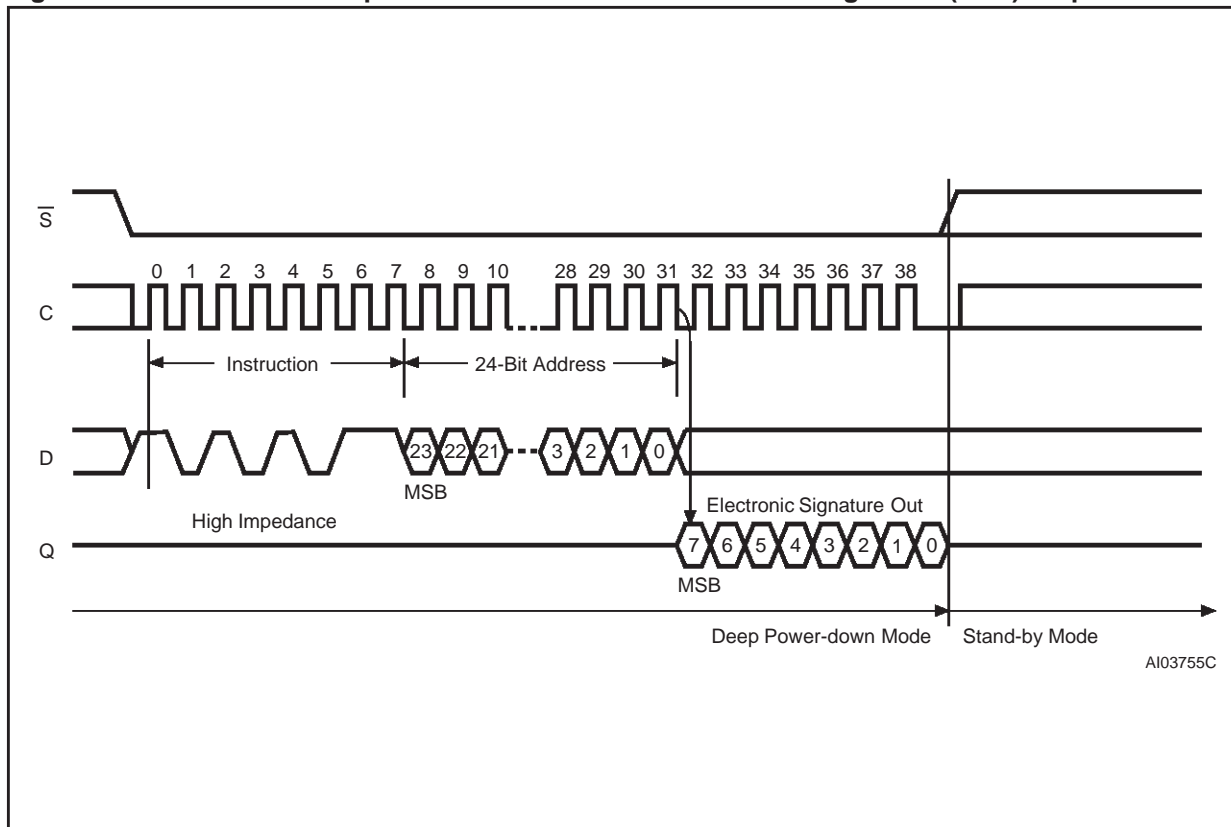 S
0 1 2 3 4 5 6 7 8 9 10 28 29 30 31 32 33 34 35 36 37 38
C
Instruction 24-Bit Address
D
23 22 21 3 2 1 0
MSB
Electronic Signature Out
High Impedance
Q
7 6 5 4 3 2 1 0
MSB
Deep Power-down Mode Stand-by Mode
AI03755C